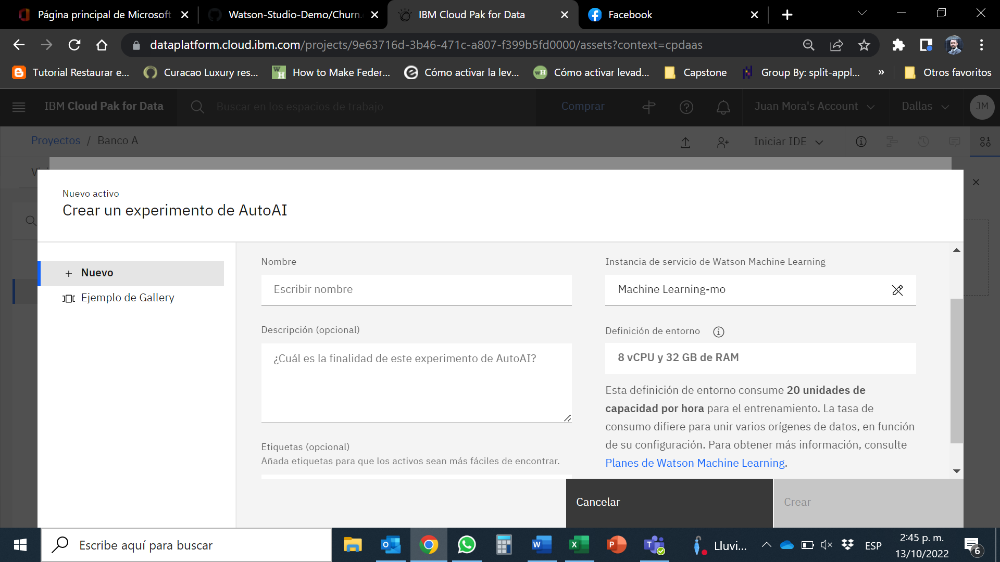 Página principal de Microsoft
Watson-Studio-Demo/Churn.
IBM Cloud Pak for Data
Facebook
dataplatform.cloud.ibm.com/projects/9e63716d-3b46-471c-a807-f399b5fd0000/assets?context=cpdaas
Tutorial Restaurar e...
Curacao Luxury res...
How to Make Feder...
Cómo activar la lev...
Cómo activar levad...
Capstone
Group By: split-appl...
»
Otros favoritos
IBM Cloud Pak for Data
Buscar en los espacios de trabajo
Comprar
Juan Mora's Account
Dallas
JM
Proyectos / Banco A
Iniciar IDE
Nuevo activo
Crear un experimento de AutoAI
+ Nuevo
Ejemplo de Gallery
Nombre
Escribir nombre
Descripción (opcional)
¿Cuál es la finalidad de este experimento de AutoAI?
Etiquetas (opcional)
Añada etiquetas para que los activos sean más fáciles de encontrar.
Instancia de servicio de Watson Machine Learning
Machine Learning-mo
Definición de entorno
8 vCPU y 32 GB de RAM
Esta definición de entorno consume 20 unidades de
capacidad por hora para el entrenamiento. La tasa de
consumo difiere para unir varios orígenes de datos, en función
de su configuración. Para obtener más información, consulte
Planes de Watson Machine Learning.
Cancelar
Crear
Escribe aquí para buscar
Lluvi...
ESP
2:45 p. m.
13/10/2022
6